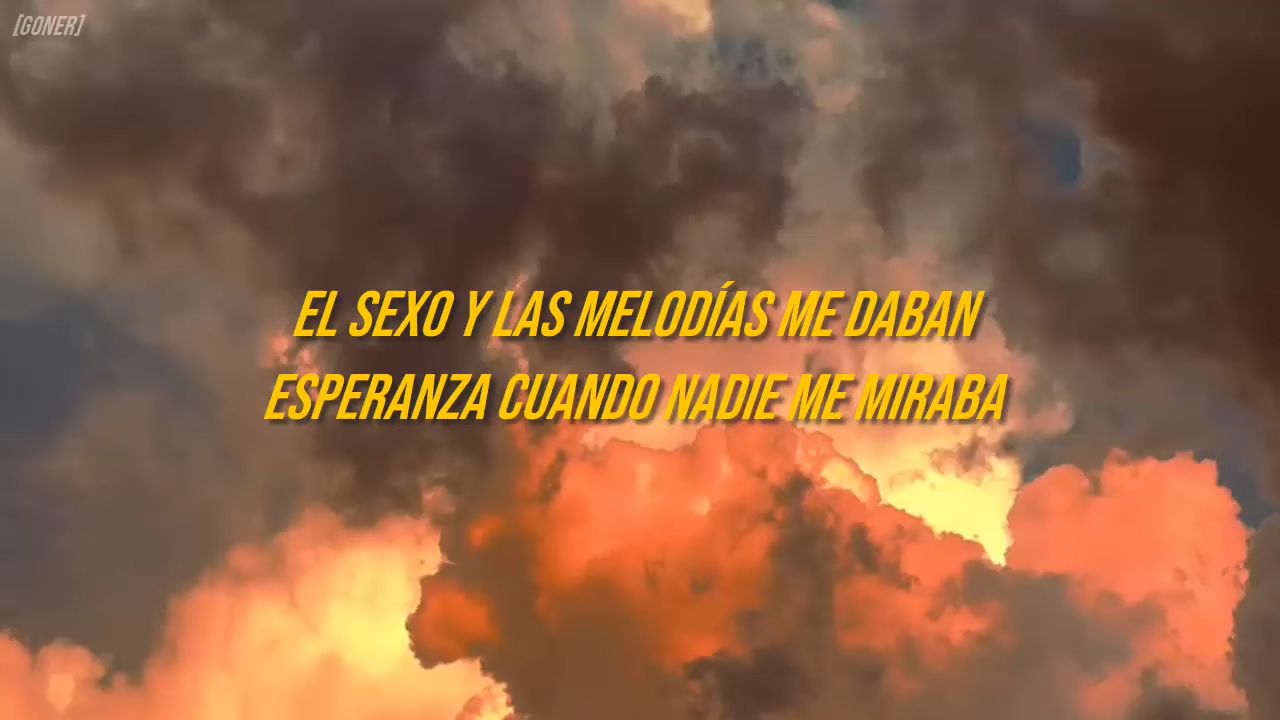 [GONER]
EL SEXO Y LAS MELODÍAS ME DABAN
ESPERANZA CUANDO NADIE ME MIRABA